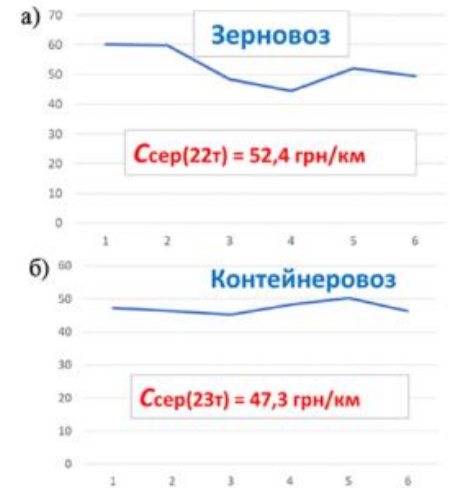 а)
Зерновоз
70
60
50
40
30
20
10
0
Ссер(22т) = 52,4 грн/км
1 2 3 4 5 6
б)
Контейнеровоз
60
50
40
30
20
10
0
Ссер(23т) = 47,3 грн/км
1 2 3 4 5 6